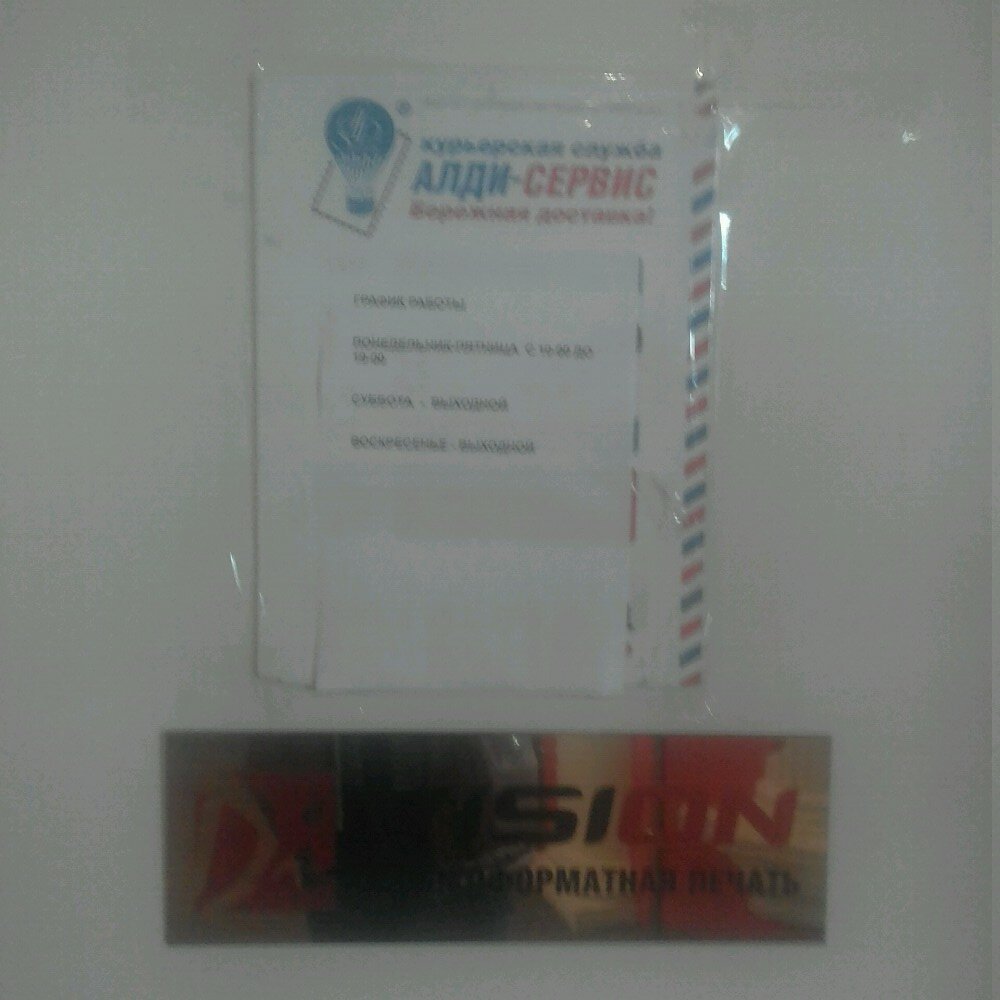 курьерская служба
АЛДИ-СЕРВИС
Бережная доставка!
ГРАФИК РАБОТЫ
ПОНЕДЕЛЬНИК-ПЯТНИЦА С 10-00 ДО
19-00
СУББОТА - ВЫХОДНОЙ
ВОСКРЕСЕНЬЕ - ВЫХОДНОЙ
ПЕЧАТЬ